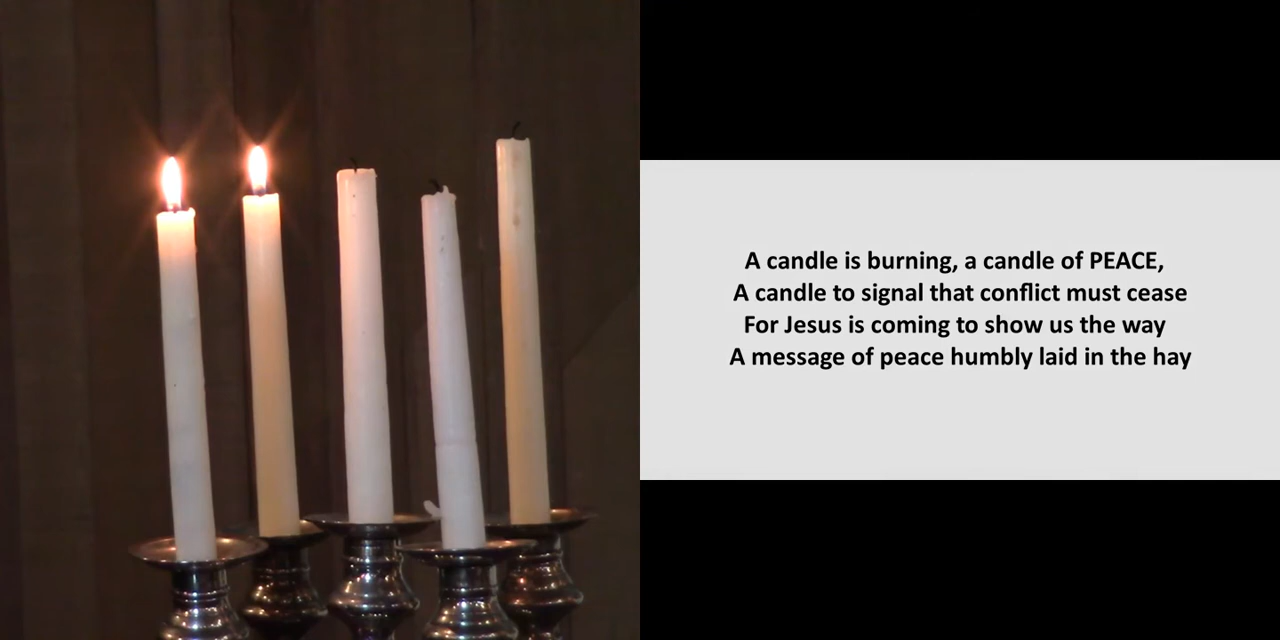 A candle is burning, a candle of PEACE,
A candle to signal that conflict must cease
For Jesus is coming to show us the way
A message of peace humbly laid in the hay